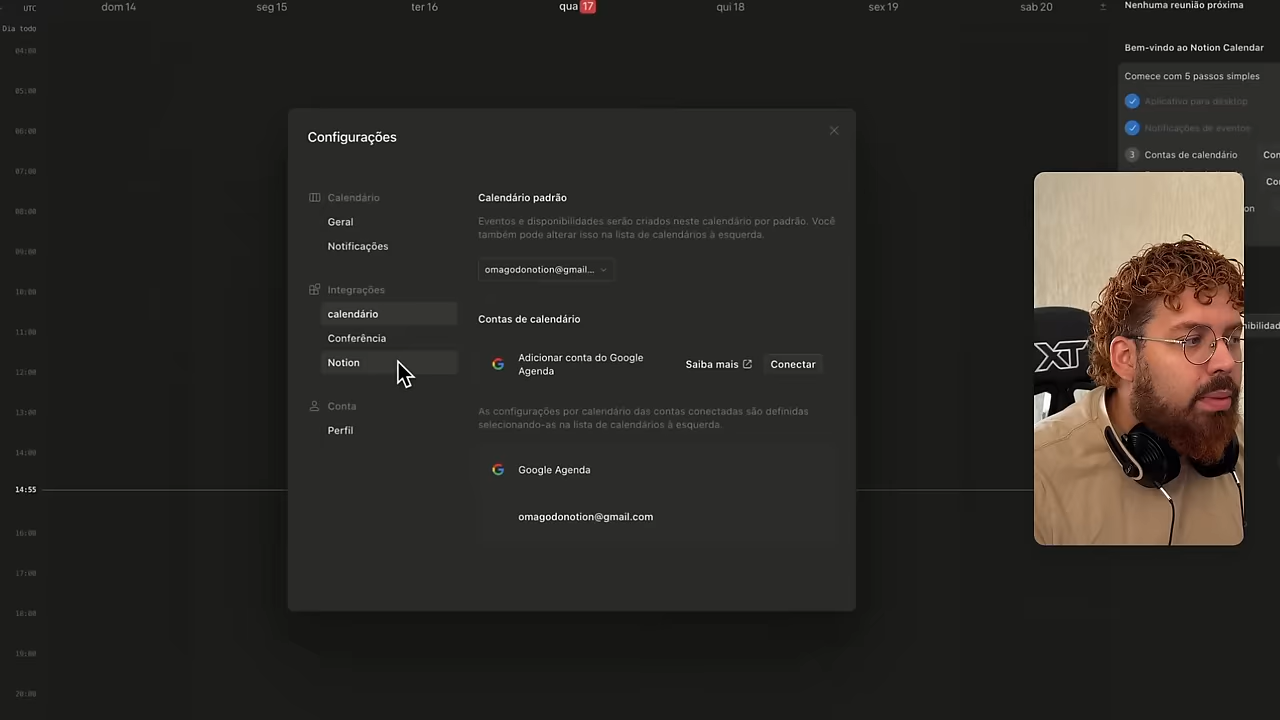 UTC
dom 14
seg 15
ter 16
qua 17
qui 18
sex 19
sab 20
Nenhuma reunião próxima
Dia todo
04:00
05:00
06:00
07:00
08:00
09:00
10:00
11:00
12:00
13:00
14:00
14:55
16:00
17:00
18:00
19:00
20:00
Bem-vindo ao Notion Calendar
Comece com 5 passos simples
Aplicativo para desktop
Notificações de eventos
3 Contas de calendário
Configurações
Calendário
Geral
Notificações
Integrações
calendário
Conferência
Notion
Conta
Perfil
Calendário padrão
Eventos e disponibilidades serão criados neste calendário por padrão. Você
também pode alterar isso na lista de calendários à esquerda.
omagodonotion@gmail...
Contas de calendário
Adicionar conta do Google
Agenda
Saiba mais
Conectar
As configurações por calendário das contas conectadas são definidas
selecionando-as na lista de calendários à esquerda.
Google Agenda
omagodonotion@gmail.com
XT